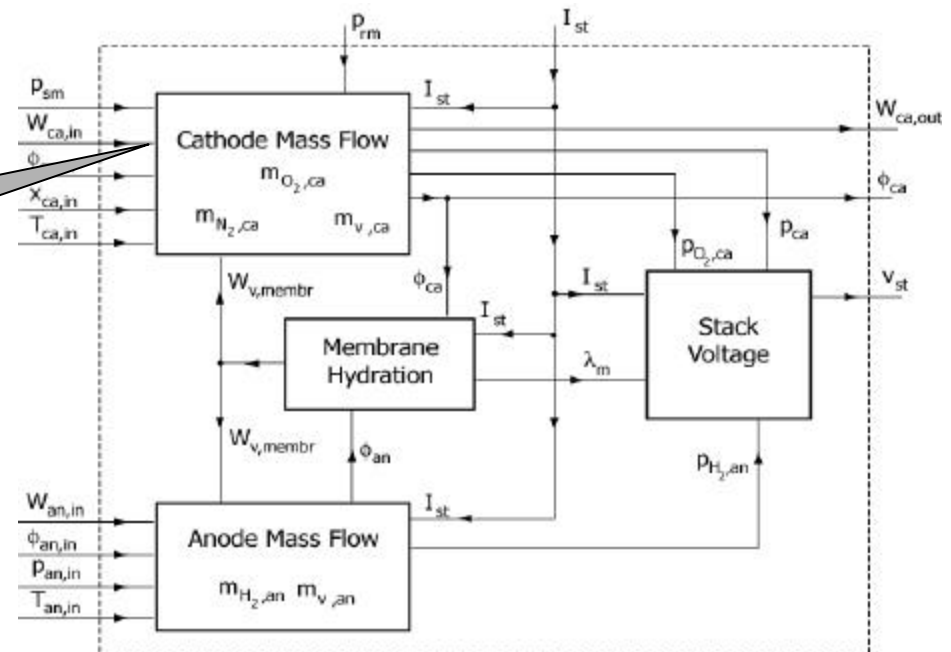 p_rm
I_st
p_sm
W_ca,in
ϕ
x_ca,in
T_ca,in
I_st
Cathode Mass Flow
m_O₂,ca
m_N₂,ca
m_v,ca
W_ca,out
ϕ_ca
p_O₂,ca
p_ca
W_v,membr
ϕ_ca
I_st
I_st
v_st
Membrane
Hydration
λ_m
Stack
Voltage
W_v,membr
ϕ_an
p_H₂,an
W_an,in
ϕ_an,in
p_an,in
T_an,in
I_st
Anode Mass Flow
m_H₂,an
m_v,an